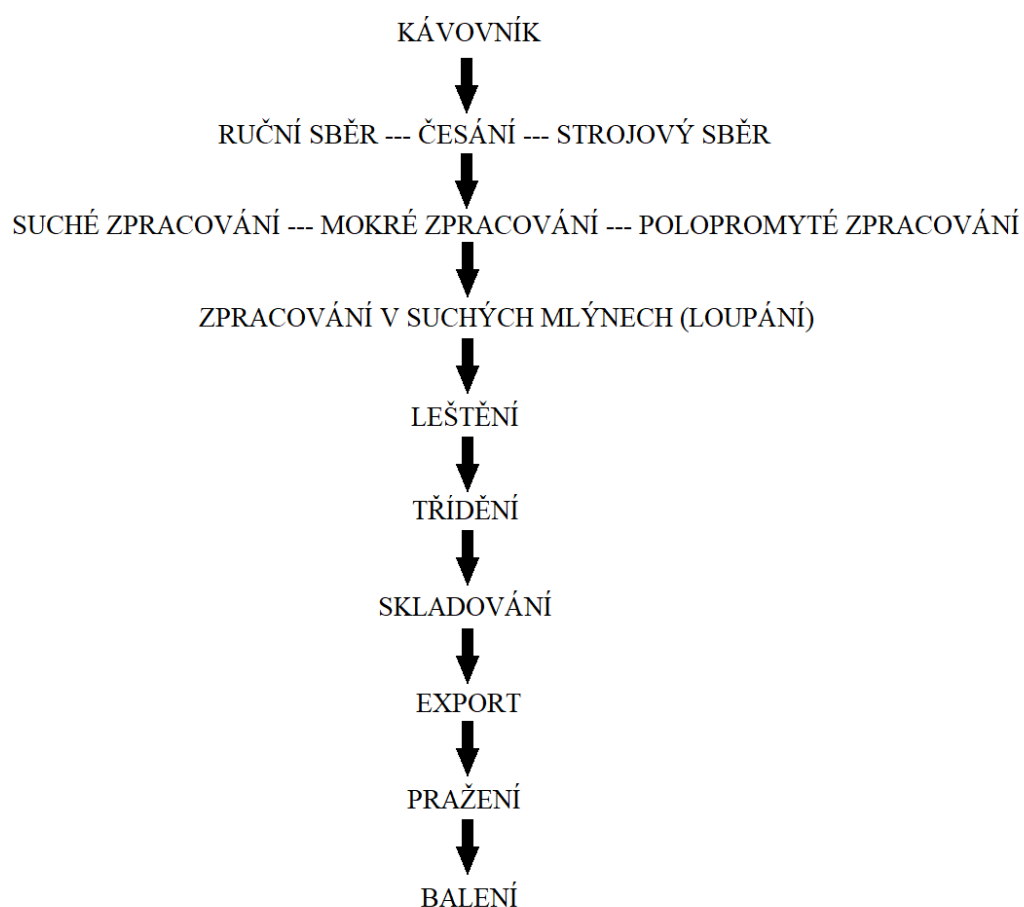 KÁVOVNÍK
RUČNÍ SBĚR --- ČESÁNÍ --- STROJOVÝ SBĚR
SUCHÉ ZPRACOVÁNÍ --- MOKRÉ ZPRACOVÁNÍ --- POLOPROMYTÉ ZPRACOVÁNÍ
ZPRACOVÁNÍ V SUCHÝCH MLÝNECH (LOUPÁNÍ)
LEŠTĚNÍ
TŘÍDĚNÍ
SKLADOVÁNÍ
EXPORT
PRAŽENÍ
BALENÍ